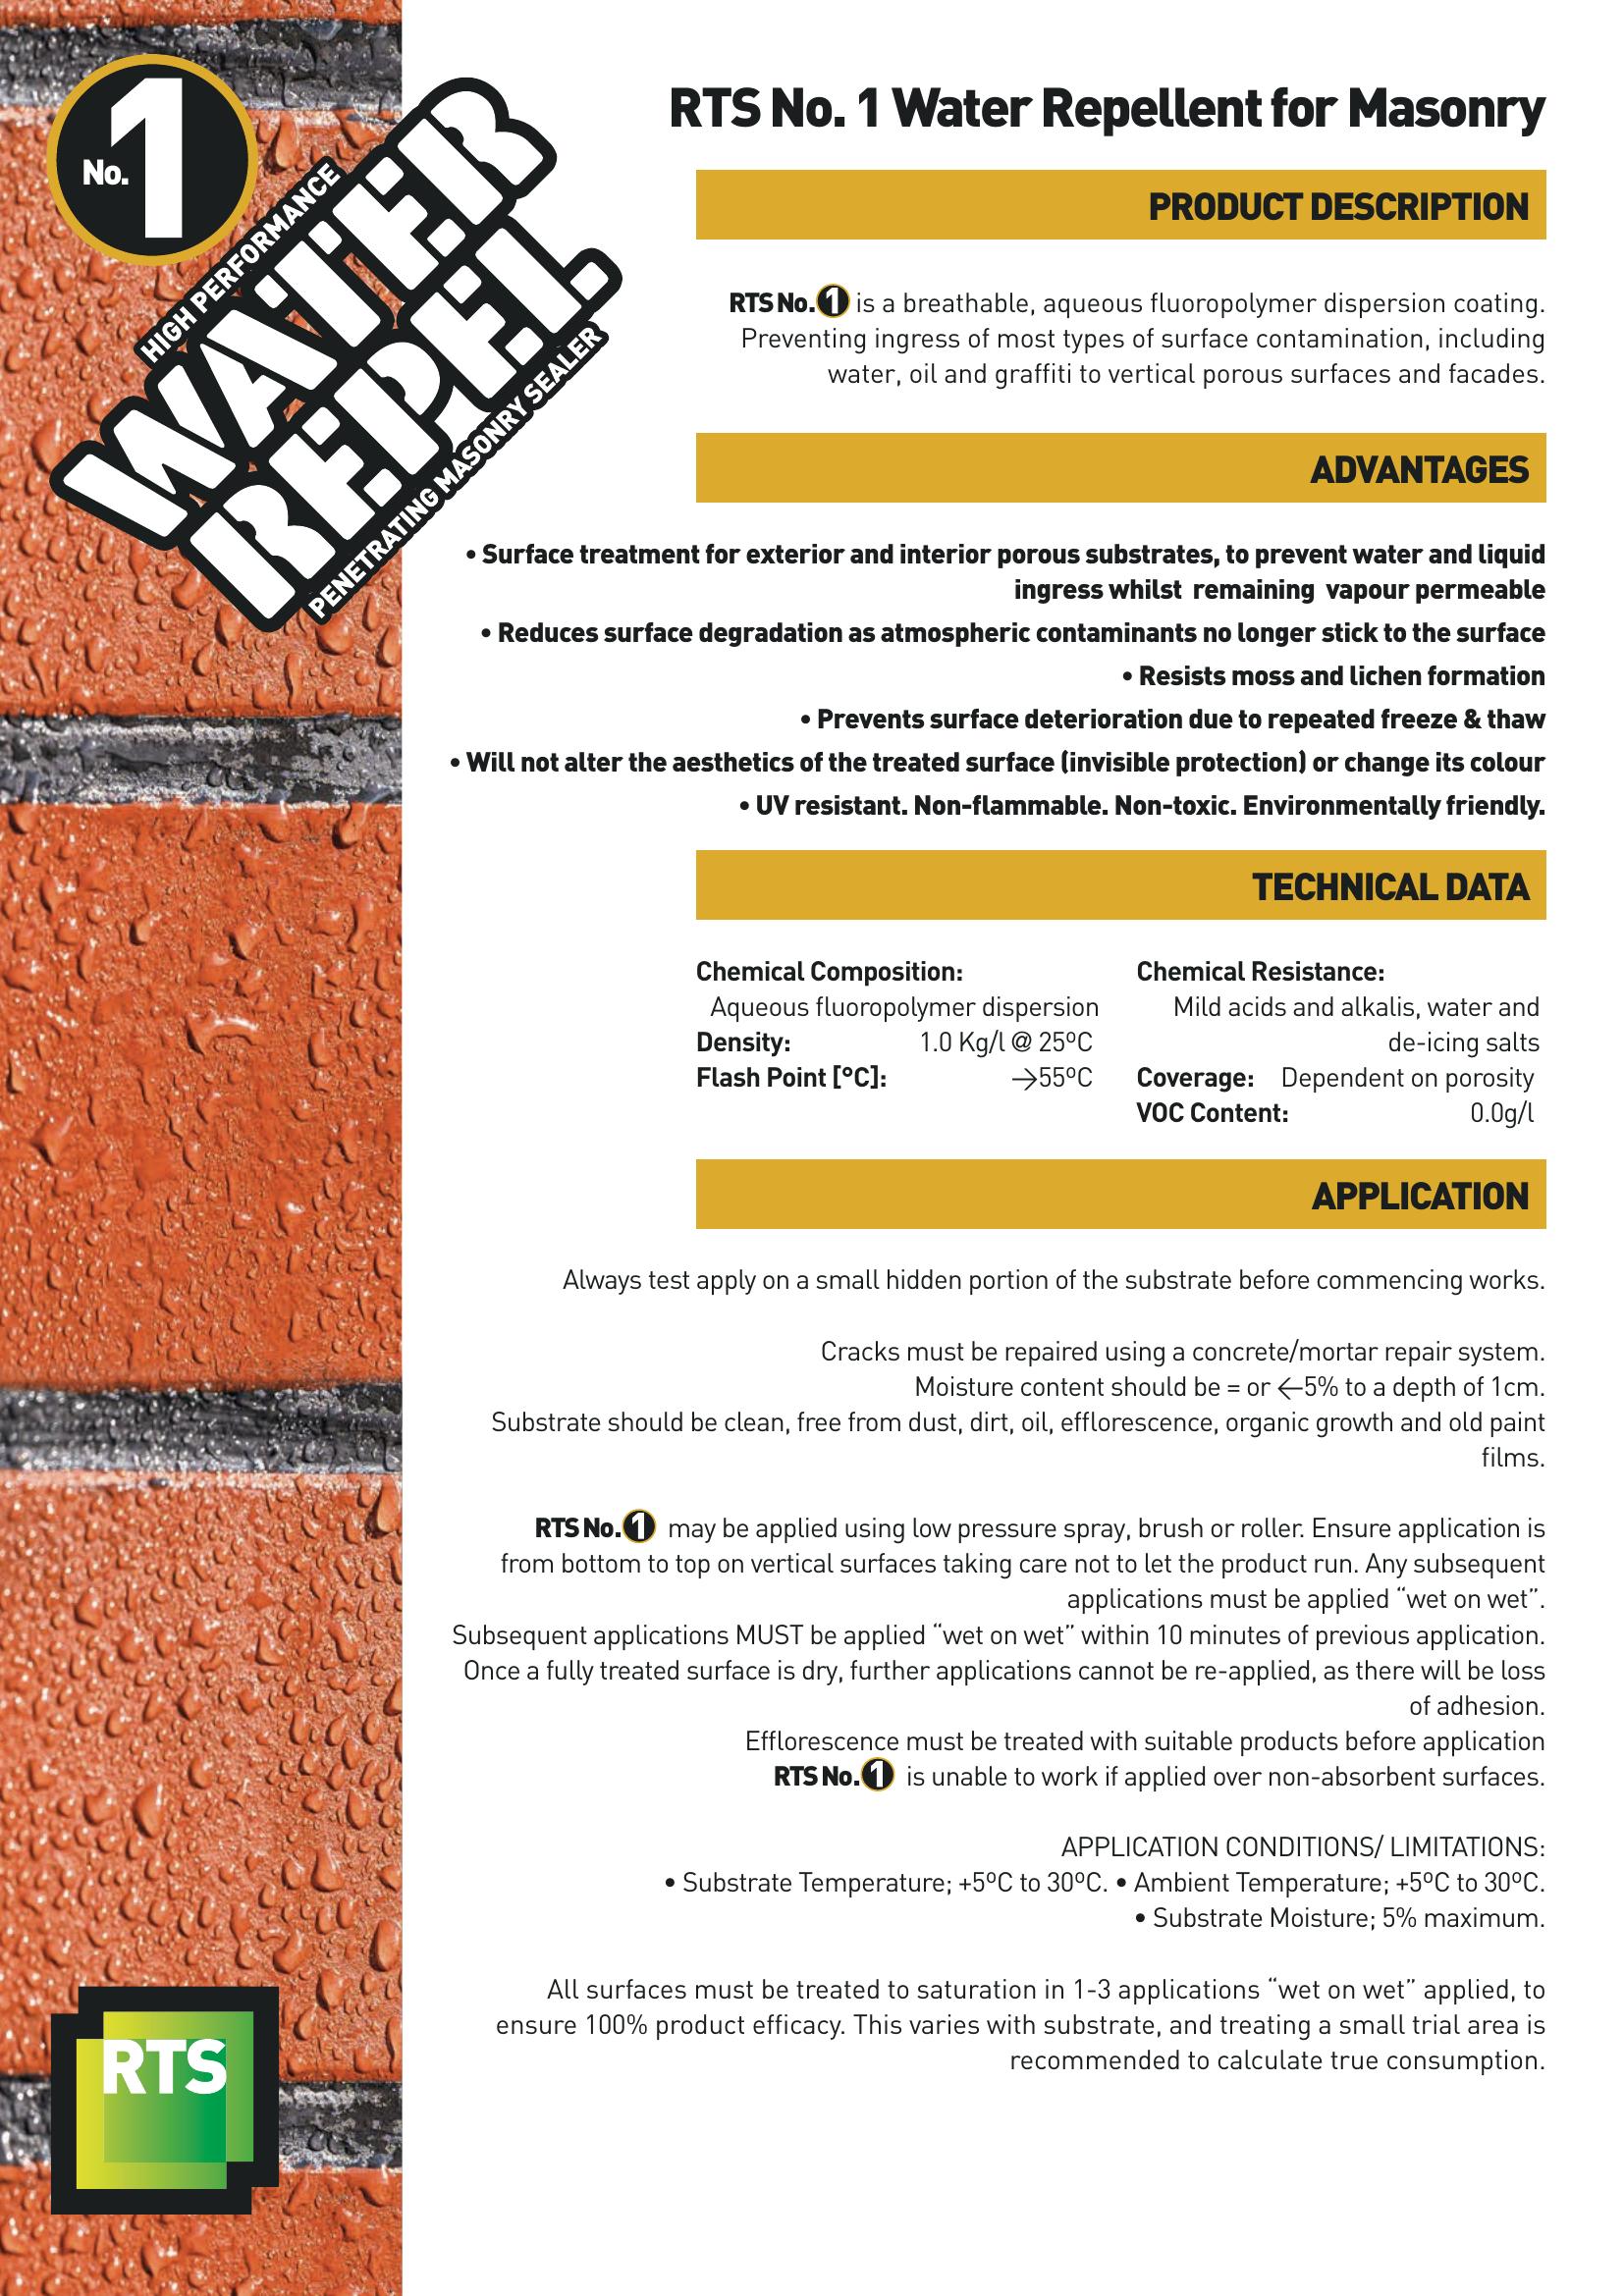 No. 1
HIGH PERFORMANCE
WATER
REPEL
PENETRATING MASONRY SEALER
RTS No. 1 Water Repellent for Masonry
PRODUCT DESCRIPTION
RTS No. 1 is a breathable, aqueous fluoropolymer dispersion coating.
Preventing ingress of most types of surface contamination, including
water, oil and graffiti to vertical porous surfaces and facades.
ADVANTAGES
• Surface treatment for exterior and interior porous substrates, to prevent water and liquid
ingress whilst remaining vapour permeable
• Reduces surface degradation as atmospheric contaminants no longer stick to the surface
• Resists moss and lichen formation
• Prevents surface deterioration due to repeated freeze & thaw
• Will not alter the aesthetics of the treated surface (invisible protection) or change its colour
• UV resistant. Non-flammable. Non-toxic. Environmentally friendly.
TECHNICAL DATA
Chemical Composition:
Aqueous fluoropolymer dispersion
Density: 1.0 Kg/l @ 25ºC
Flash Point [°C]: →55ºC
Chemical Resistance:
Mild acids and alkalis, water and
de-icing salts
Coverage: Dependent on porosity
VOC Content: 0.0g/l
APPLICATION
Always test apply on a small hidden portion of the substrate before commencing works.
Cracks must be repaired using a concrete/mortar repair system.
Moisture content should be = or ←5% to a depth of 1cm.
Substrate should be clean, free from dust, dirt, oil, efflorescence, organic growth and old paint
films.
RTS No. 1 may be applied using low pressure spray, brush or roller. Ensure application is
from bottom to top on vertical surfaces taking care not to let the product run. Any subsequent
applications must be applied “wet on wet”.
Subsequent applications MUST be applied “wet on wet” within 10 minutes of previous application.
Once a fully treated surface is dry, further applications cannot be re-applied, as there will be loss
of adhesion.
Efflorescence must be treated with suitable products before application
RTS No. 1 is unable to work if applied over non-absorbent surfaces.
APPLICATION CONDITIONS/ LIMITATIONS:
• Substrate Temperature; +5ºC to 30ºC. • Ambient Temperature; +5ºC to 30ºC.
• Substrate Moisture; 5% maximum.
All surfaces must be treated to saturation in 1-3 applications “wet on wet” applied, to
ensure 100% product efficacy. This varies with substrate, and treating a small trial area is
recommended to calculate true consumption.
RTS